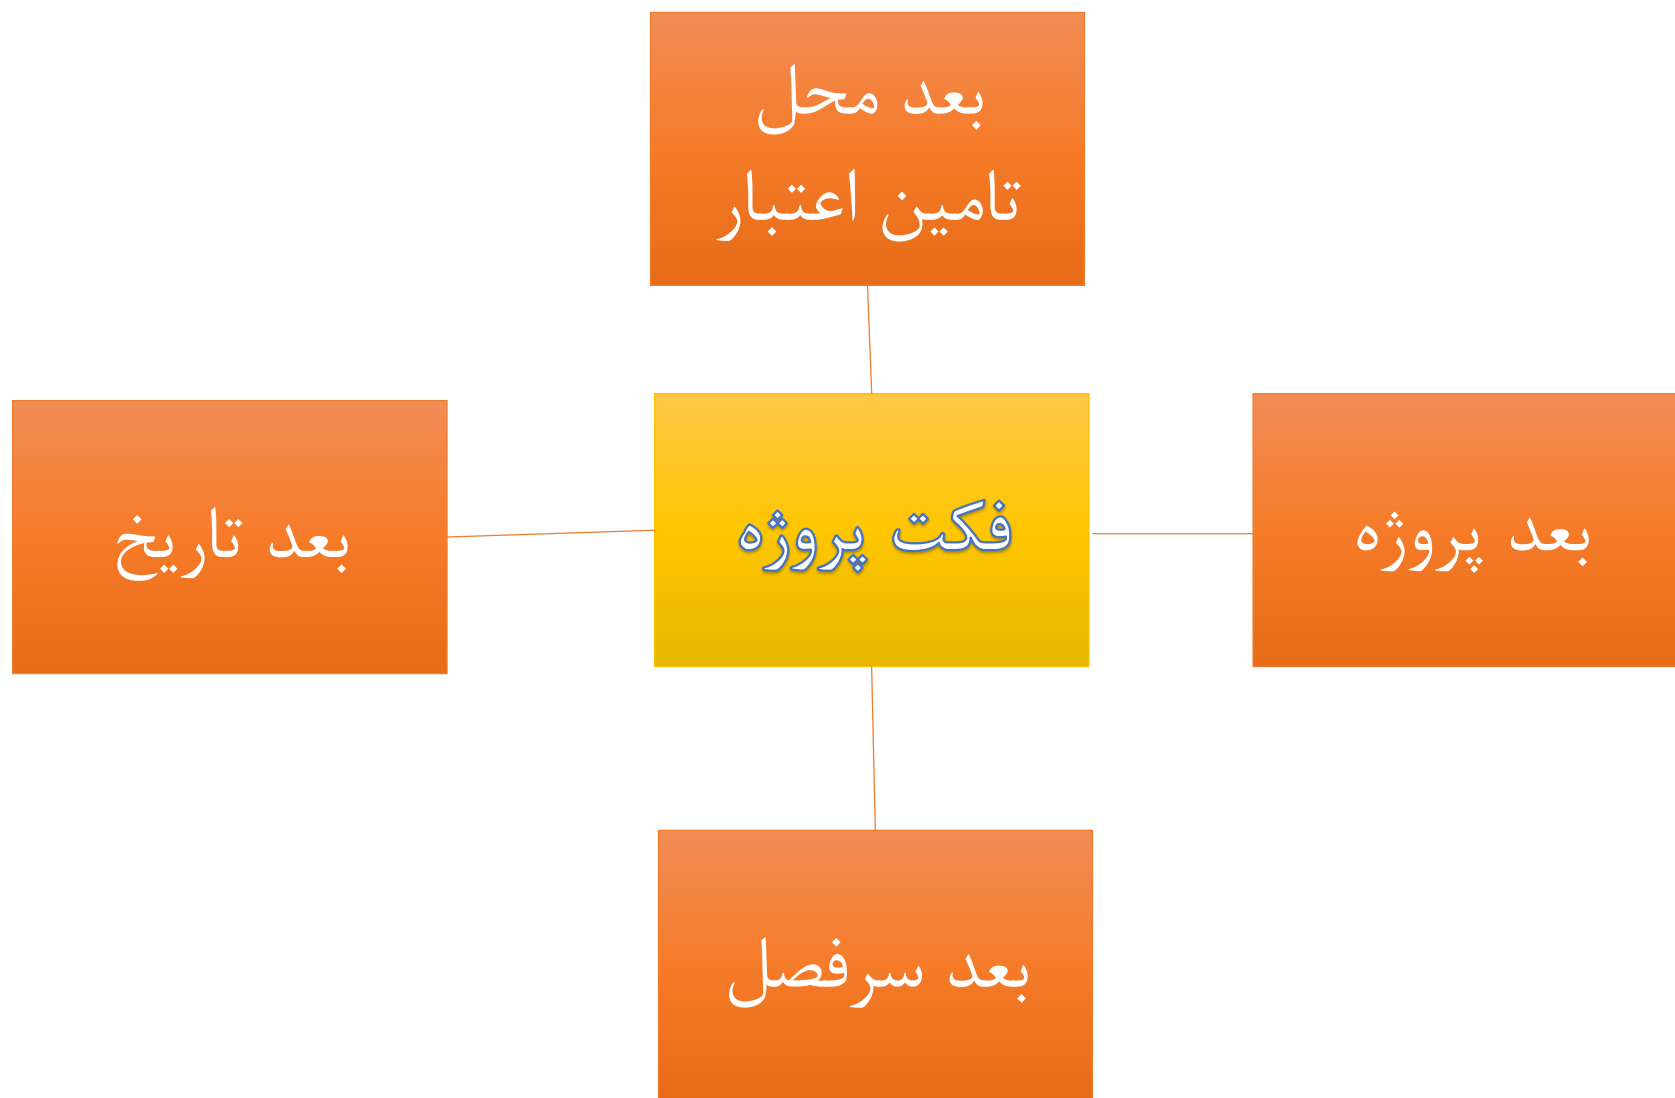 بعد محل
تامین اعتبار
بعد پروژه
فکت پروژه
بعد تاریخ
بعد سرفصل